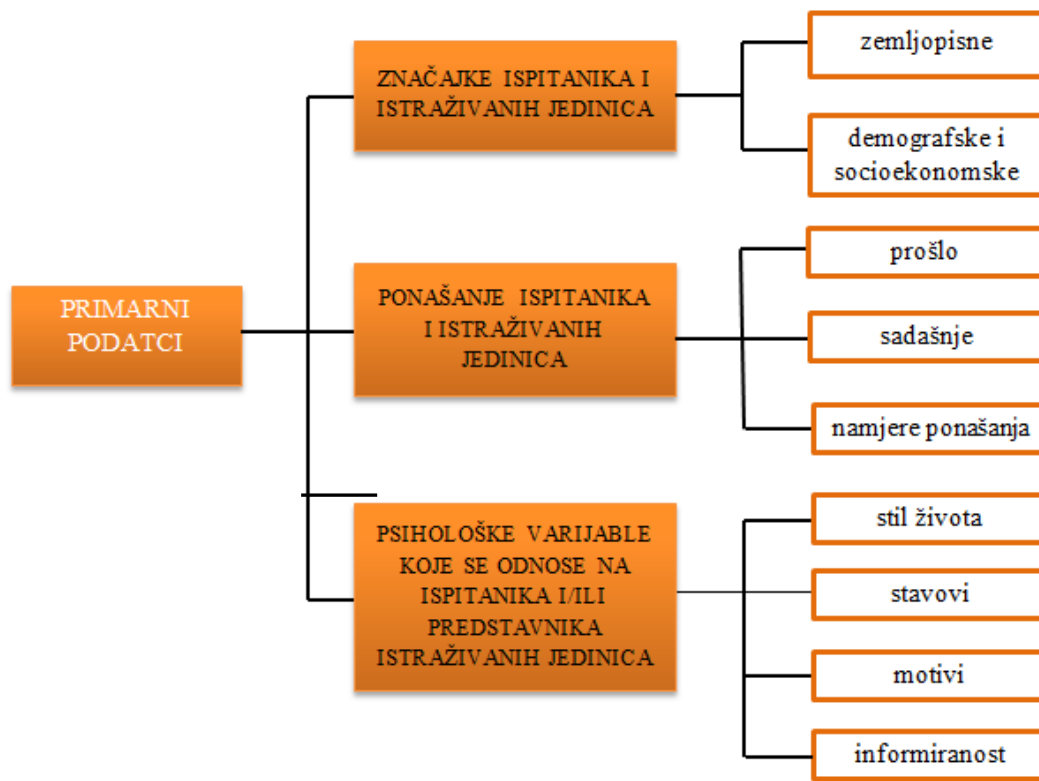 PRIMARNI
PODATCI
ZNAČAJKE ISPITANIKA I
ISTRAŽIVANIH JEDINICA
zemljopisne
demografske i
socioekonomske
PONAŠANJE ISPITANIKA
I ISTRAŽIVANIH
JEDINICA
prošlo
sadašnje
namjere ponašanja
PSIHOLOŠKE VARIJABLE
KOJE SE ODNOSE NA
ISPITANIKA I/ILI
PREDSTAVNIKA
ISTRAŽIVANIH JEDINICA
stil života
stavovi
motivi
informiranost